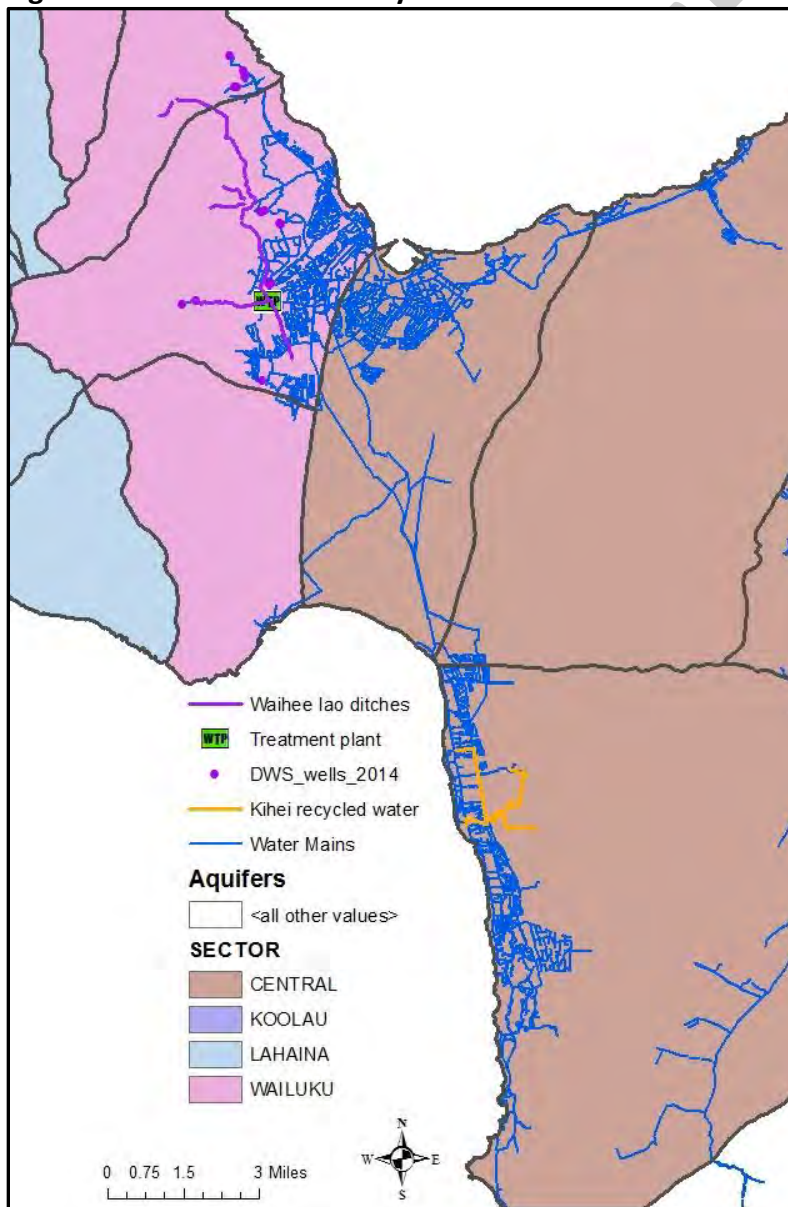 WTP
Waihee Iao ditches
WTP Treatment plant
DWS_wells_2014
Kihei recycled water
Water Mains
Aquifers
<all other values>
SECTOR
CENTRAL
KOOLAU
LAHAINA
WAILUKU
N
W E
S
0 0.75 1.5 3 Miles